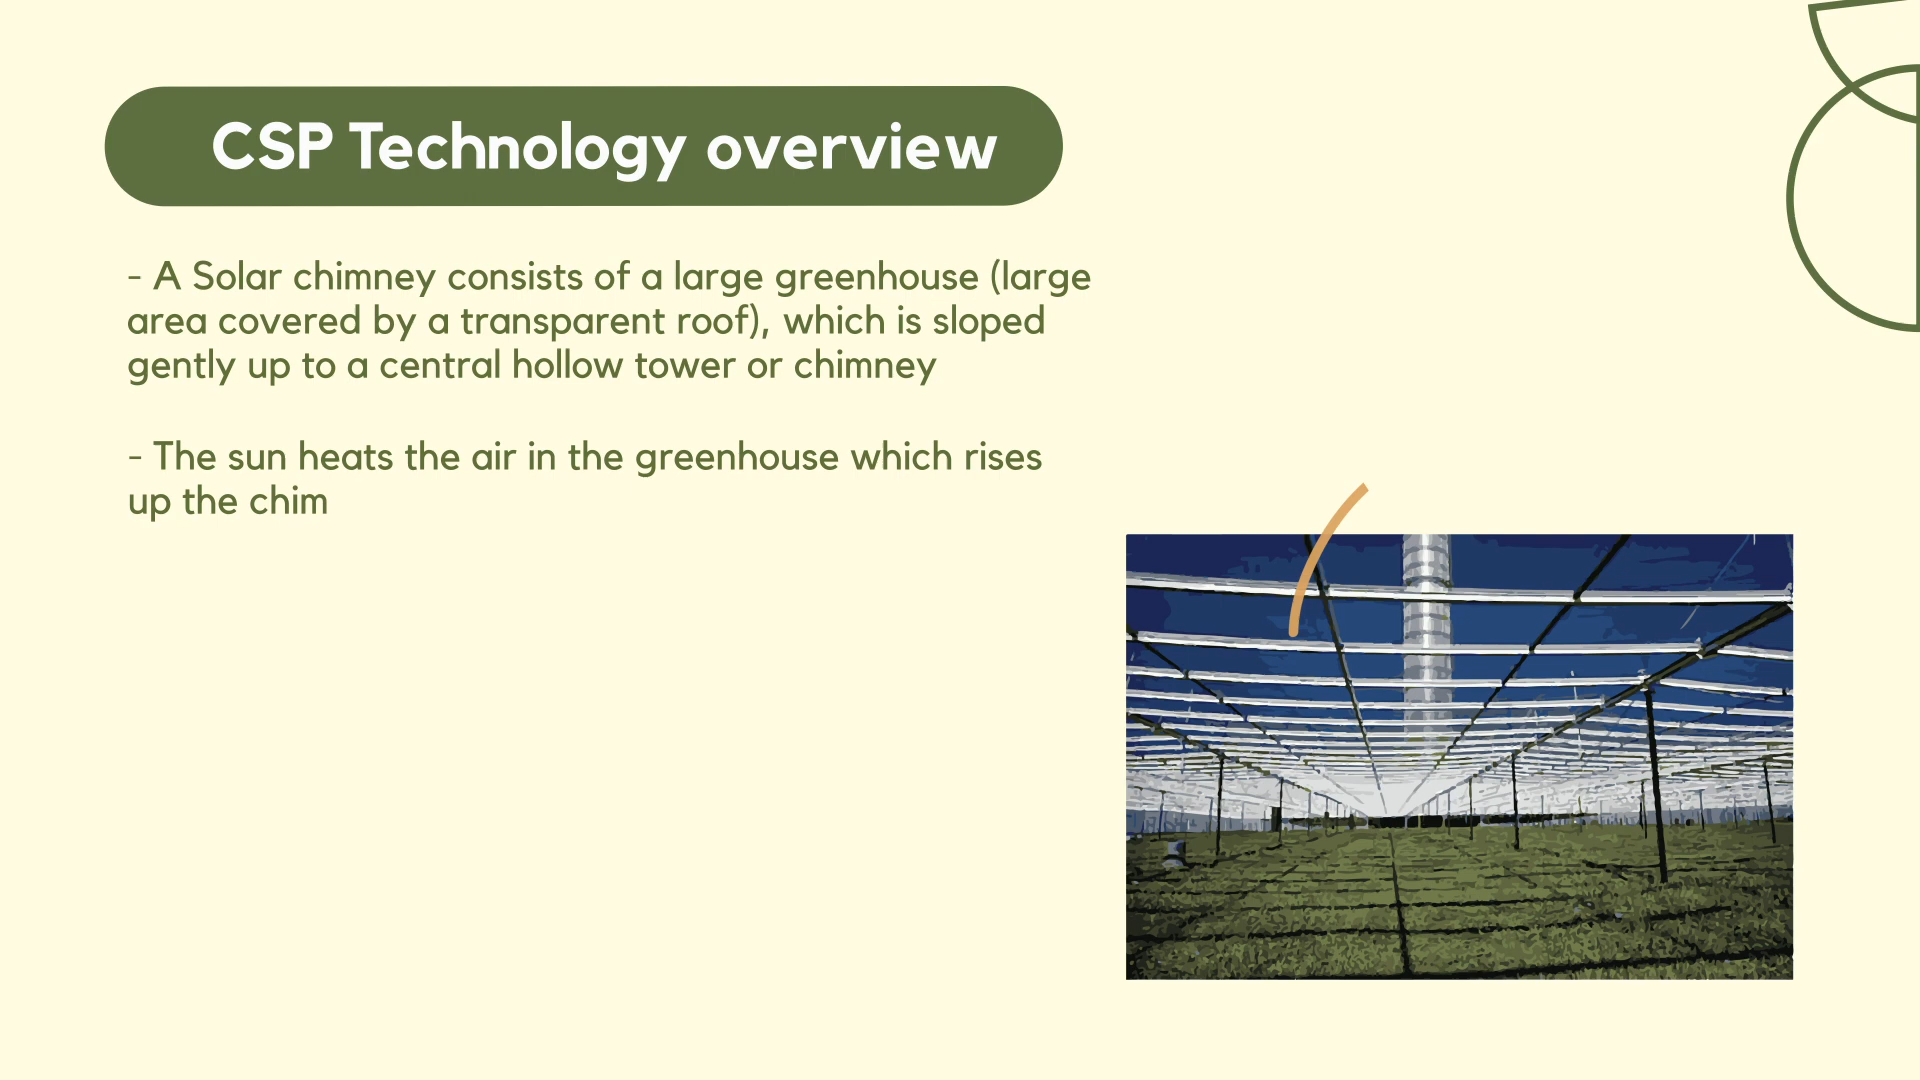 CSP Technology overview
- A Solar chimney consists of a large greenhouse (large
area covered by a transparent roof), which is sloped
gently up to a central hollow tower or chimney
- The sun heats the air in the greenhouse which rises
up the chim